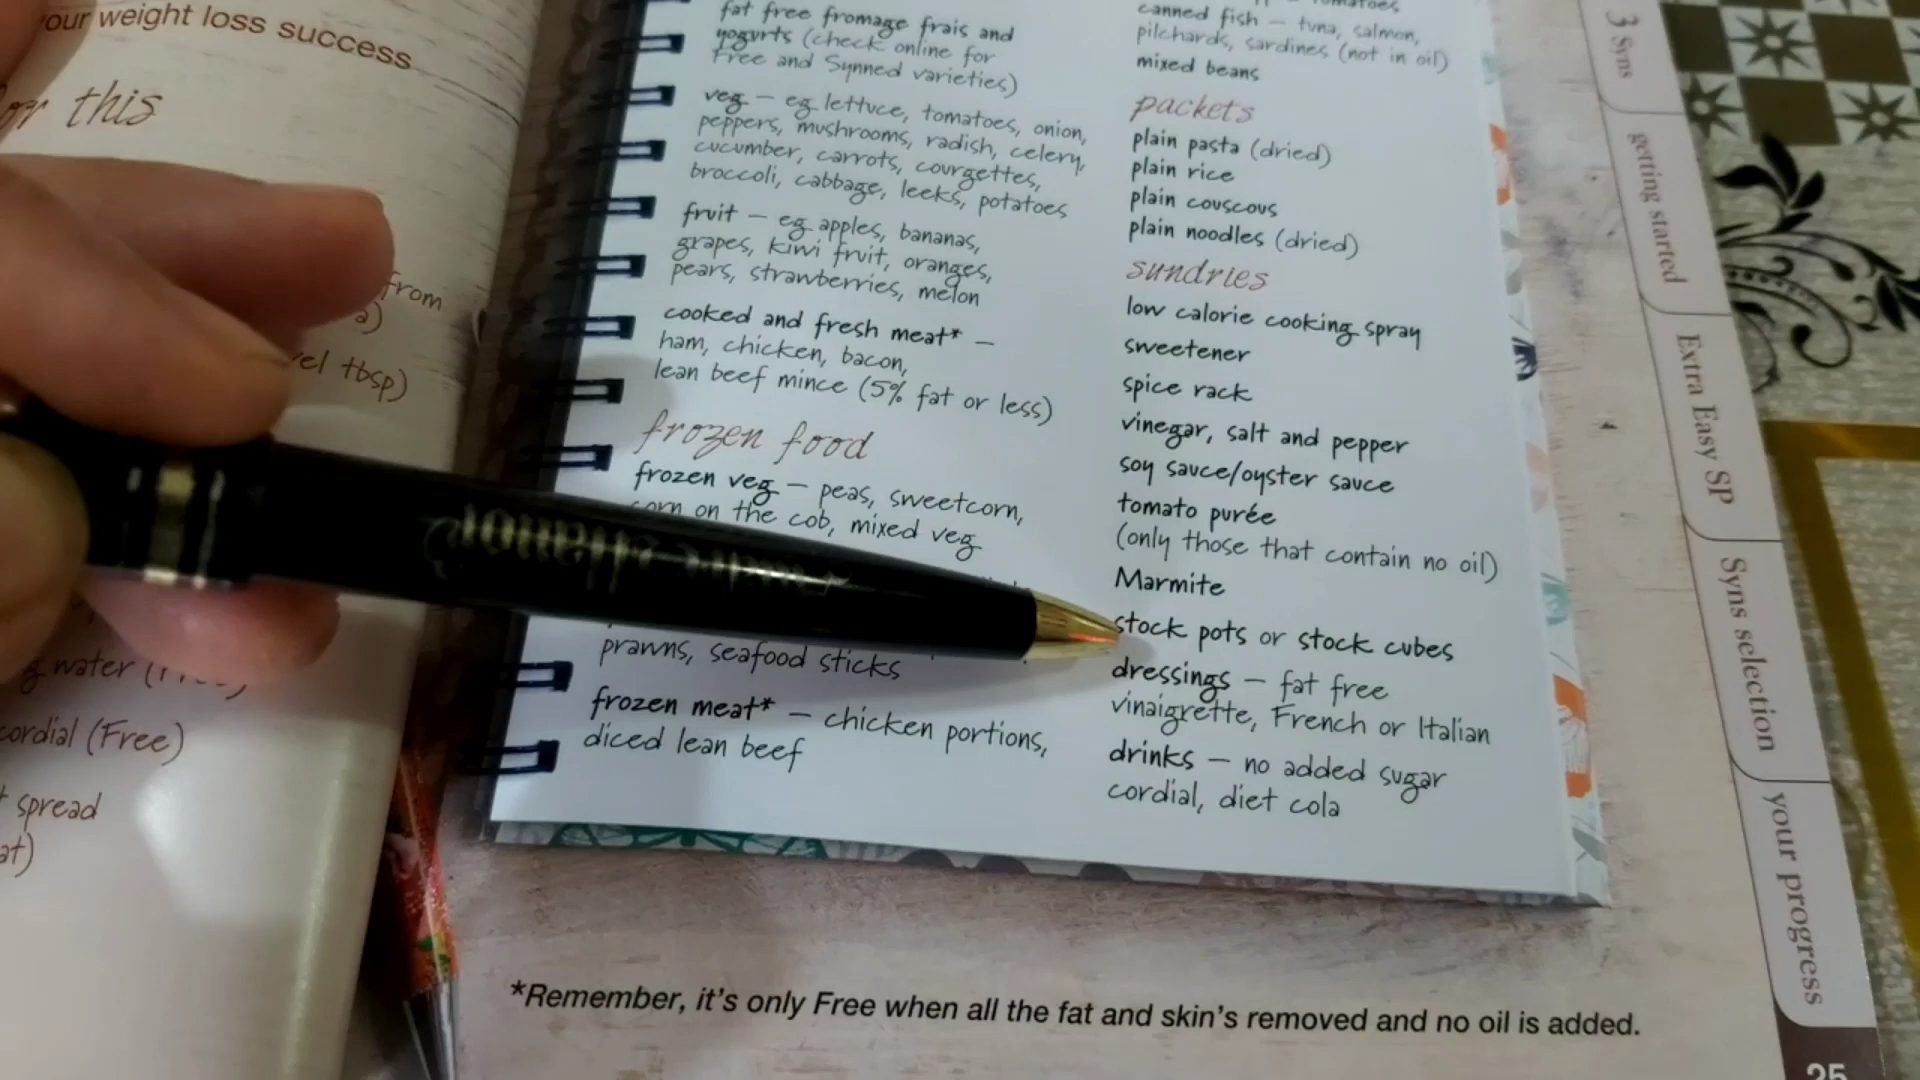 our weight loss success
for this
from
a)
vel tbsp)
g water (Free)
cordial (Free)
spread
at)
fat free fromage frais and
yogurts (check online for
Free and Synned varieties)
veg – eg lettuce, tomatoes, onion,
peppers, mushrooms, radish, celery,
cucumber, carrots, courgettes,
broccoli, cabbage, leeks, potatoes
fruit – eg apples, bananas,
grapes, kiwi fruit, oranges,
pears, strawberries, melon
cooked and fresh meat* –
ham, chicken, bacon,
lean beef mince (5% fat or less)
frozen food
frozen veg – peas, sweetcorn,
corn on the cob, mixed veg
prawns, seafood sticks
frozen meat* – chicken portions,
diced lean beef
tomatoes
canned fish – tuna, salmon,
pilchards, sardines (not in oil)
mixed beans
packets
plain pasta (dried)
plain rice
plain couscous
plain noodles (dried)
sundries
low calorie cooking spray
sweetener
spice rack
vinegar, salt and pepper
soy sauce/oyster sauce
tomato purée
(only those that contain no oil)
Marmite
stock pots or stock cubes
dressings – fat free
vinaigrette, French or Italian
drinks – no added sugar
cordial, diet cola
*Remember, it's only Free when all the fat and skin's removed and no oil is added.
3 Syns
getting started
Extra Easy SP
Syns selection
your progress
25